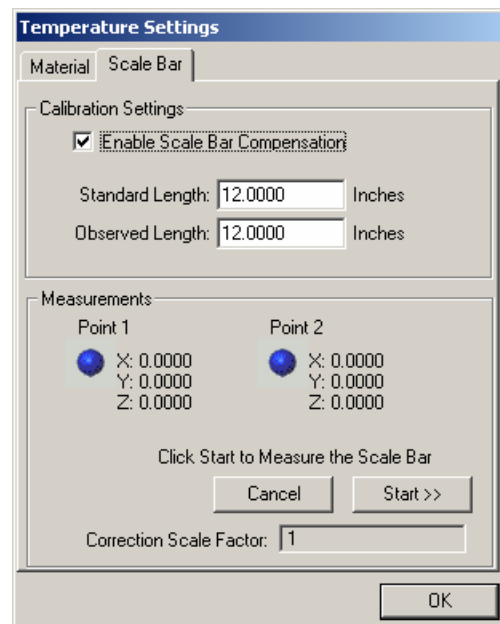 Temperature Settings
Material Scale Bar
Calibration Settings
Enable Scale Bar Compensation
Standard Length: 12.0000 Inches
Observed Length: 12.0000 Inches
Measurements
Point 1 Point 2
X: 0.0000 X: 0.0000
Y: 0.0000 Y: 0.0000
Z: 0.0000 Z: 0.0000
Click Start to Measure the Scale Bar
Cancel Start >>
Correction Scale Factor: 1
OK